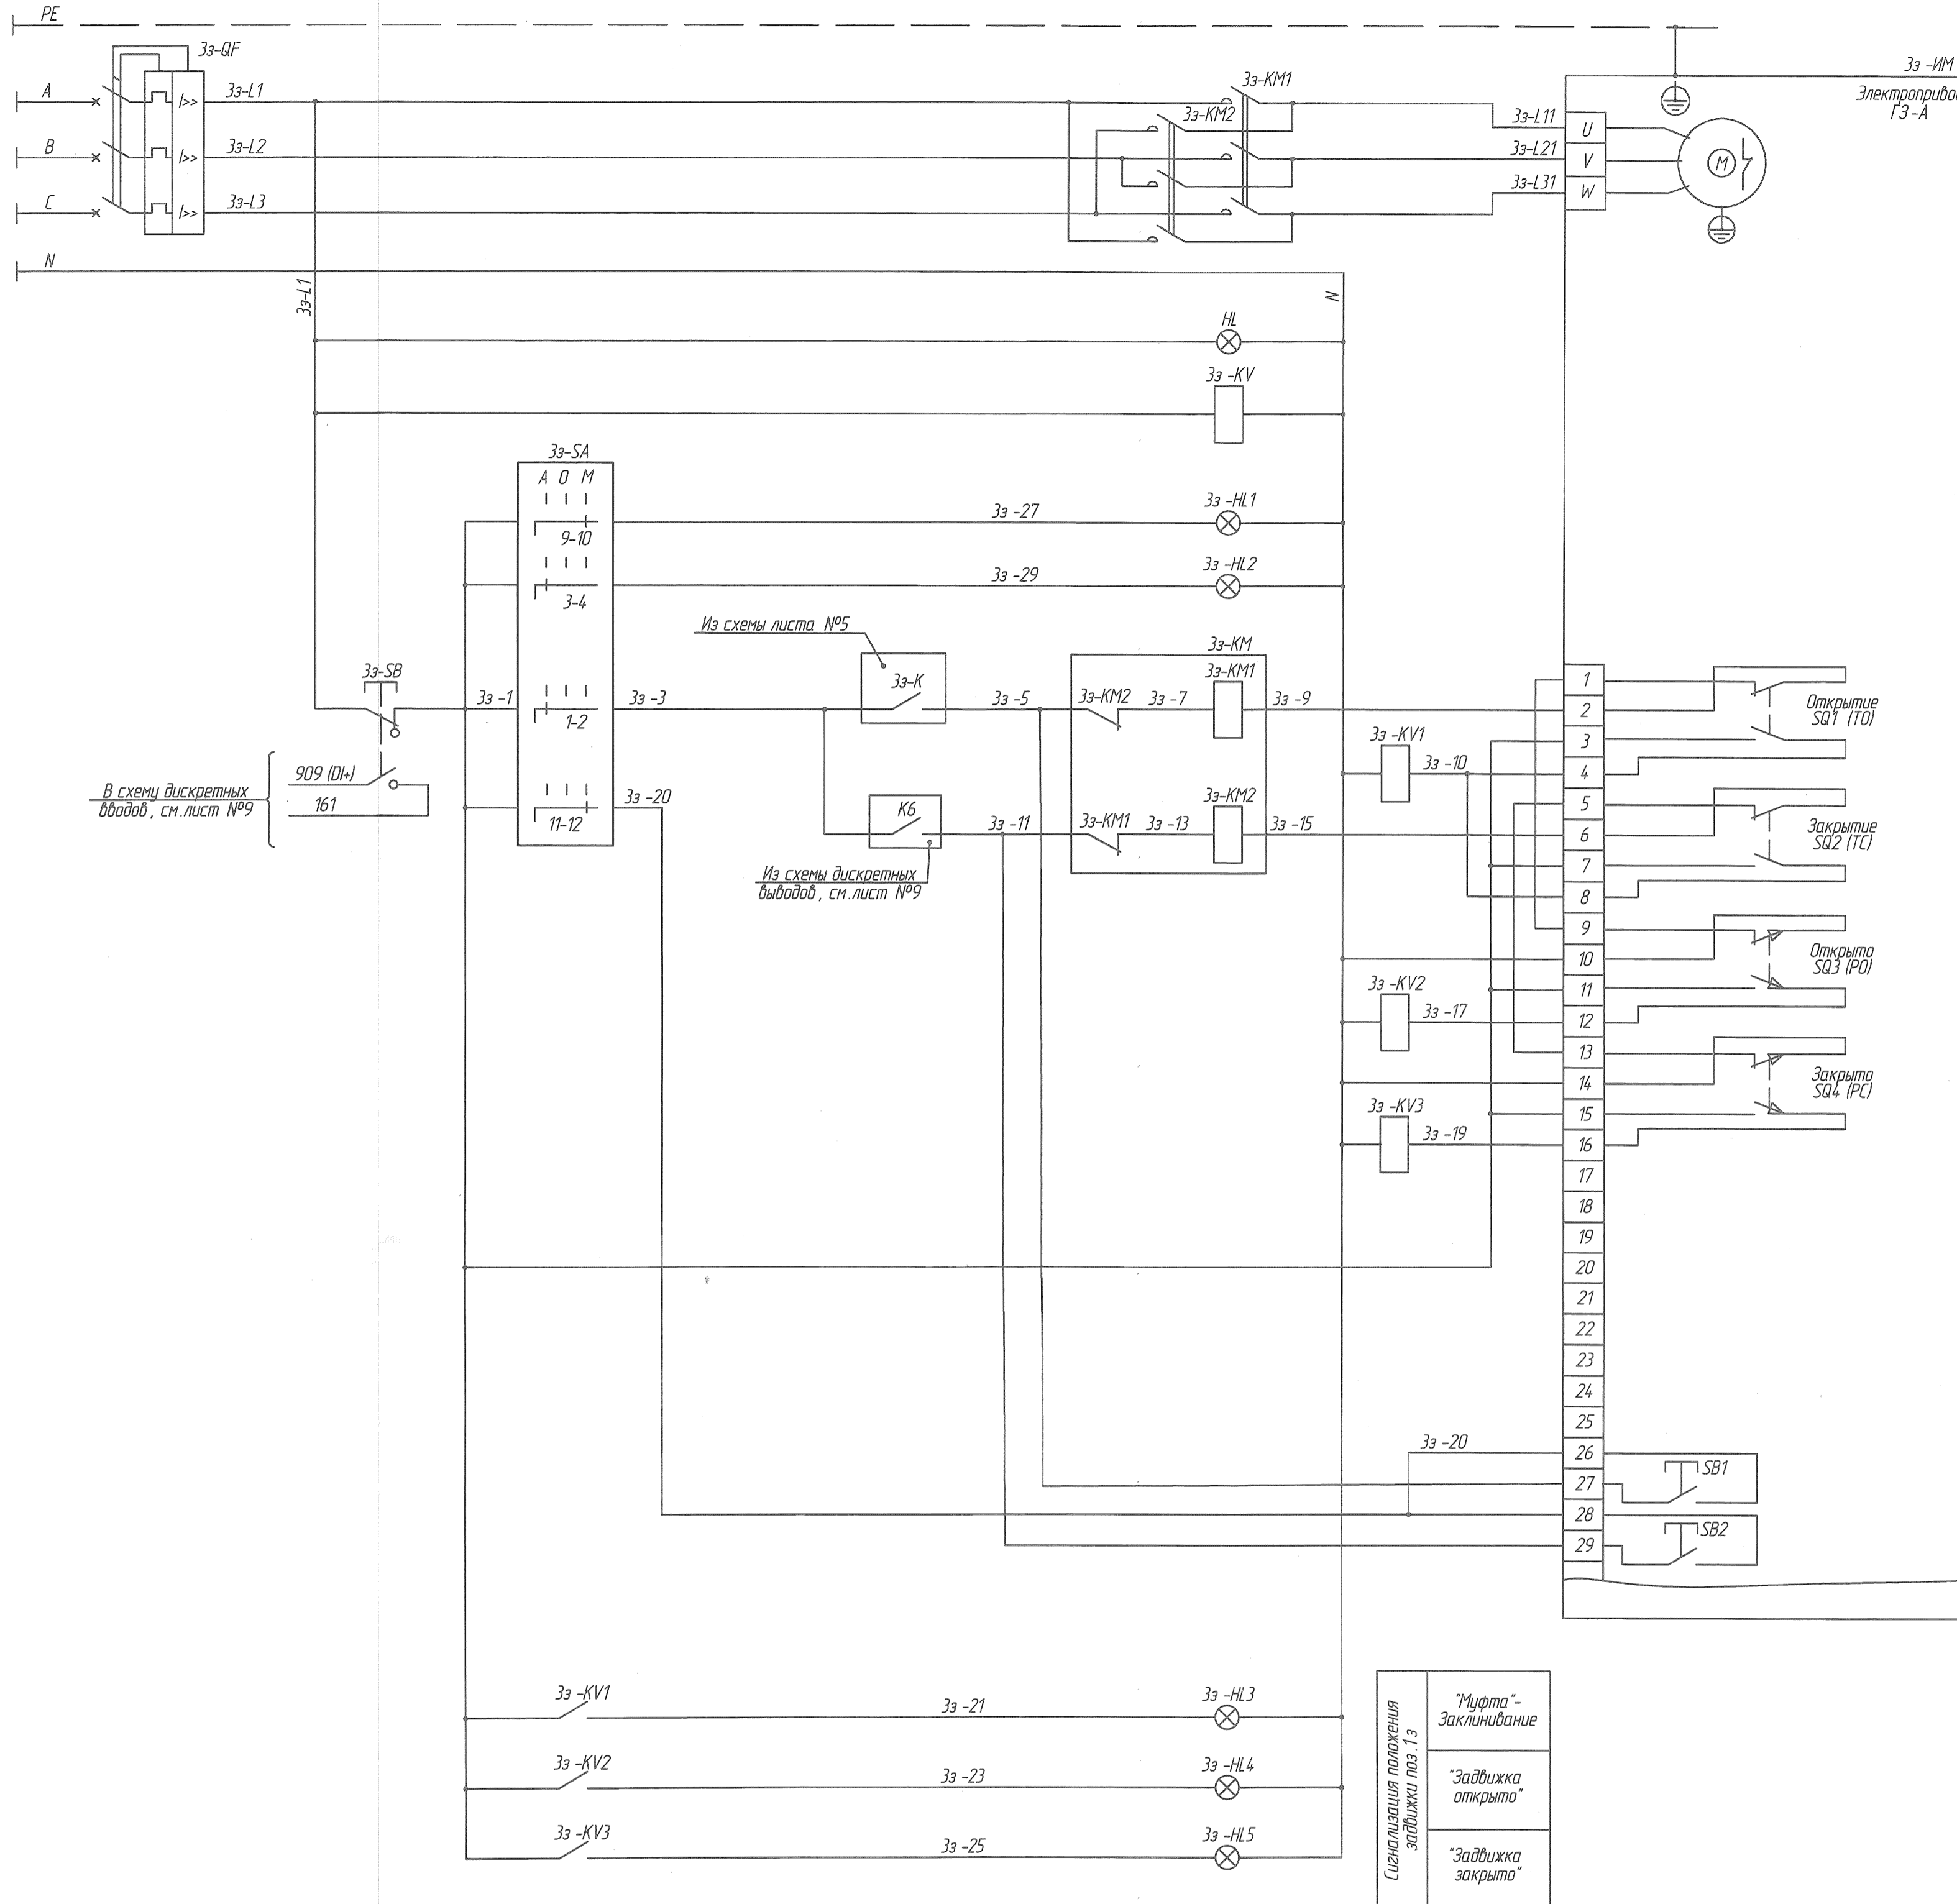 PE
3з-QF
A
I>>
3з-L1
B
I>>
3з-L2
C
I>>
3з-L3
N
3з-KM1
3з-KM2
3з-L11
3з-L21
3з-L31
U
V
W
M
3з -ИМ
Электроприво
ГЗ -А
3з-L1
N
HL
3з -KV
3з-SA
А О М
9-10
3з -27
3з -HL1
3-4
3з -29
3з -HL2
Из схемы листа №5
3з-SB
3з -1
1-2
3з -3
3з-К
3з -5
3з-KM
3з-KM2
3з -7
3з-KM1
3з -9
909 (DI+)
161
В схему дискретных
вводов, см.лист №9
11-12
3з -20
К6
3з -11
3з-KM1
3з -13
3з-KM2
3з -15
Из схемы дискретных
выводов, см.лист №9
3з -KV1
3з -10
3з -KV2
3з -17
3з -KV3
3з -19
1
2
3
4
5
6
7
8
9
10
11
12
13
14
15
16
17
18
19
20
21
22
23
24
25
26
27
28
29
Открытие
SQ1 (TO)
Закрытие
SQ2 (TC)
Открыто
SQ3 (PO)
Закрыто
SQ4 (PC)
3з -20
SB1
SB2
3з -KV1
3з -21
3з -HL3
3з -KV2
3з -23
3з -HL4
3з -KV3
3з -25
3з -HL5
Сигнализация положения
задвижки поз.1з
"Муфта"-
Заклинивание
"Задвижка
открыто"
"Задвижка
закрыто"